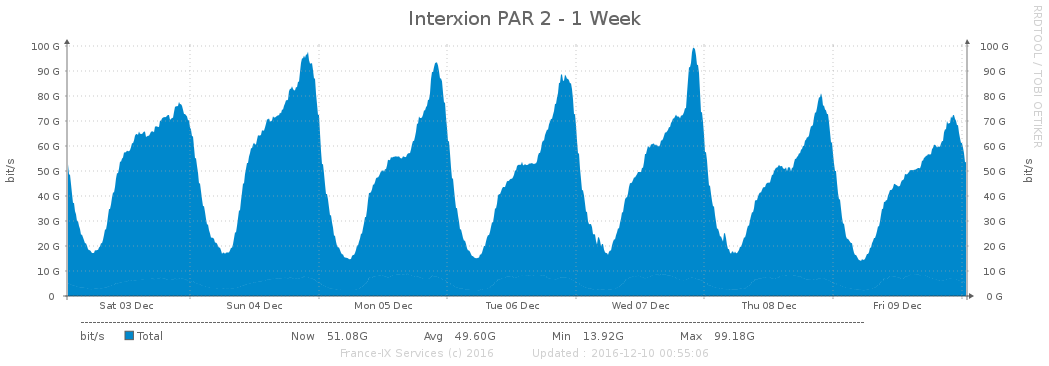 Interxion PAR 2 - 1 Week
RRDTOOL / TOBI OETIKER
100 G 100 G
90 G 90 G
80 G 80 G
70 G 70 G
60 G 60 G
50 G 50 G
40 G 40 G
30 G 30 G
20 G 20 G
10 G 10 G
0 0 G
bit/s bit/s
Sat 03 Dec Sun 04 Dec Mon 05 Dec Tue 06 Dec Wed 07 Dec Thu 08 Dec Fri 09 Dec
bit/s Total Now 51.08G Avg 49.60G Min 13.92G Max 99.18G
France-IX Services (c) 2016 Updated : 2016-12-10 00:55:06